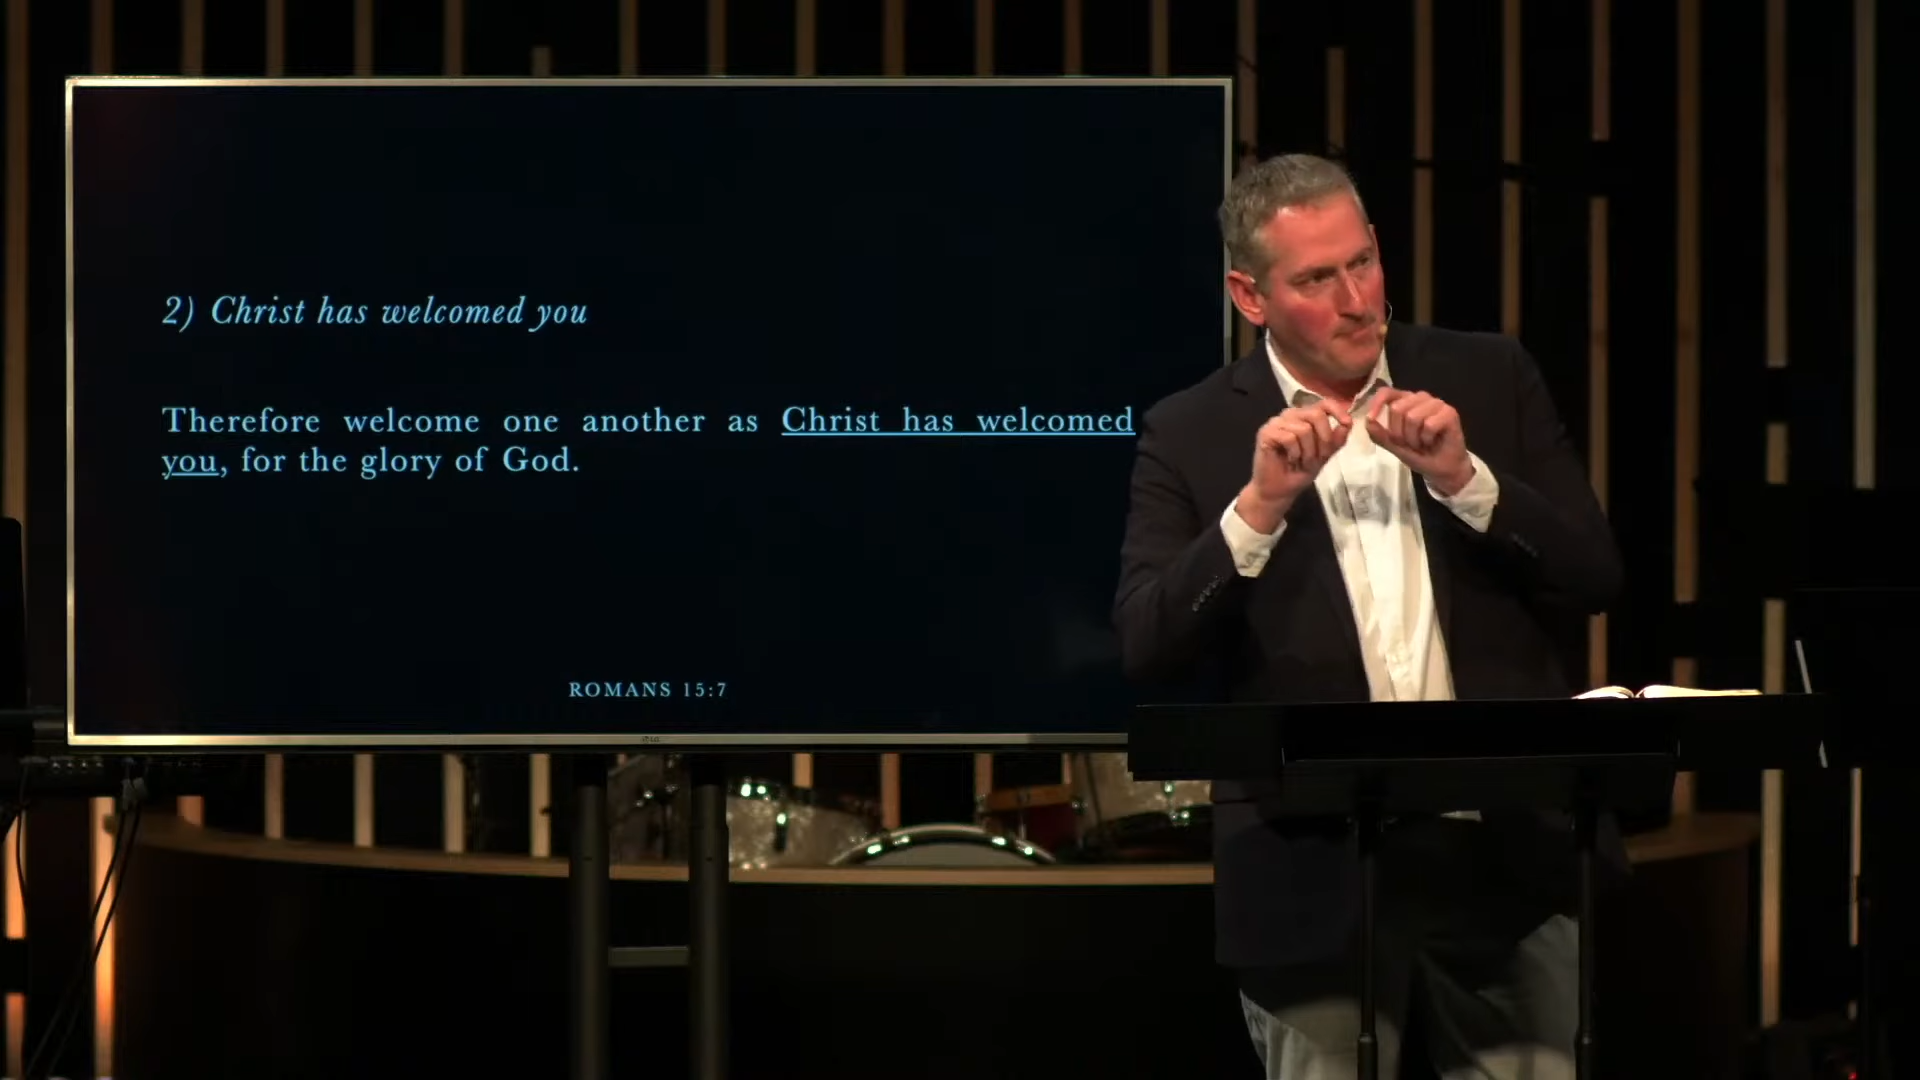 2) Christ has welcomed you
Therefore welcome one another as Christ has welcomed
you, for the glory of God.
ROMANS 15:7
LG